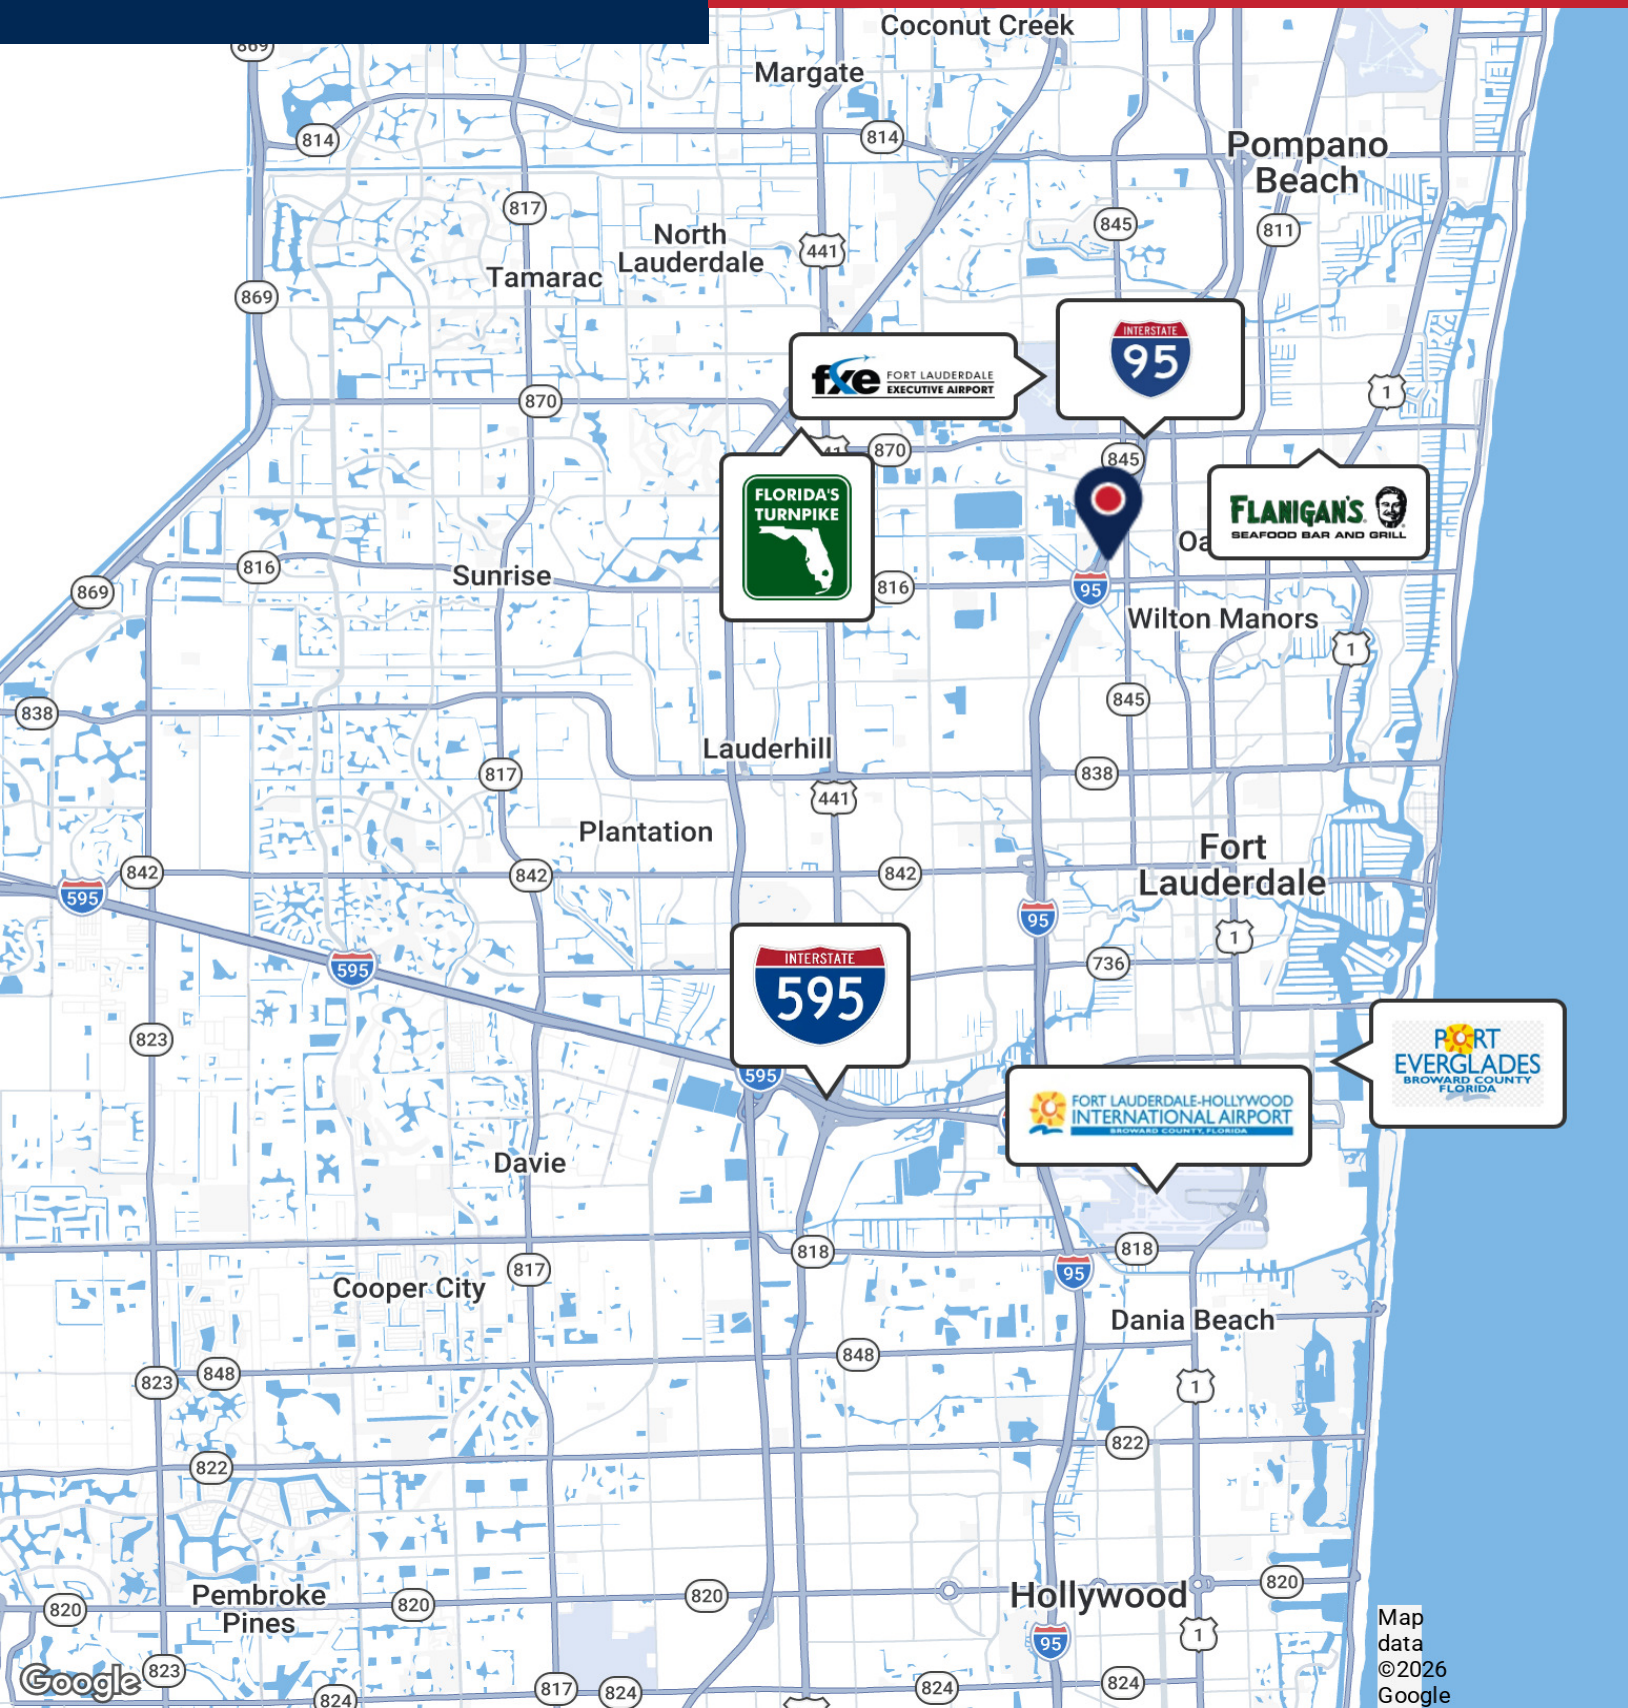 Coconut Creek
869
Margate
814
814
Pompano
Beach
817
845
811
North
Lauderdale
441
Tamarac
869
INTERSTATE
95
fxe FORT LAUDERDALE
EXECUTIVE AIRPORT
1
870
870
845
FLORIDA'S
TURNPIKE
FLANIGAN'S
SEAFOOD BAR AND GRILL
816
Sunrise
816
869
95
Wilton Manors
1
838
845
Lauderhill
817
838
441
Plantation
Fort
Lauderdale
842
842
842
595
95
1
595
736
INTERSTATE
595
823
PORT
EVERGLADES
BROWARD COUNTY
FLORIDA
595
FORT LAUDERDALE-HOLLYWOOD
INTERNATIONAL AIRPORT
BROWARD COUNTY, FLORIDA
Davie
818
818
817
95
Cooper City
Dania Beach
848
848
823
1
822
822
820
Pembroke
Pines
820
820
820
Hollywood
Map
data
©2026
Google
95
1
Google
823
817
824
824
824
824